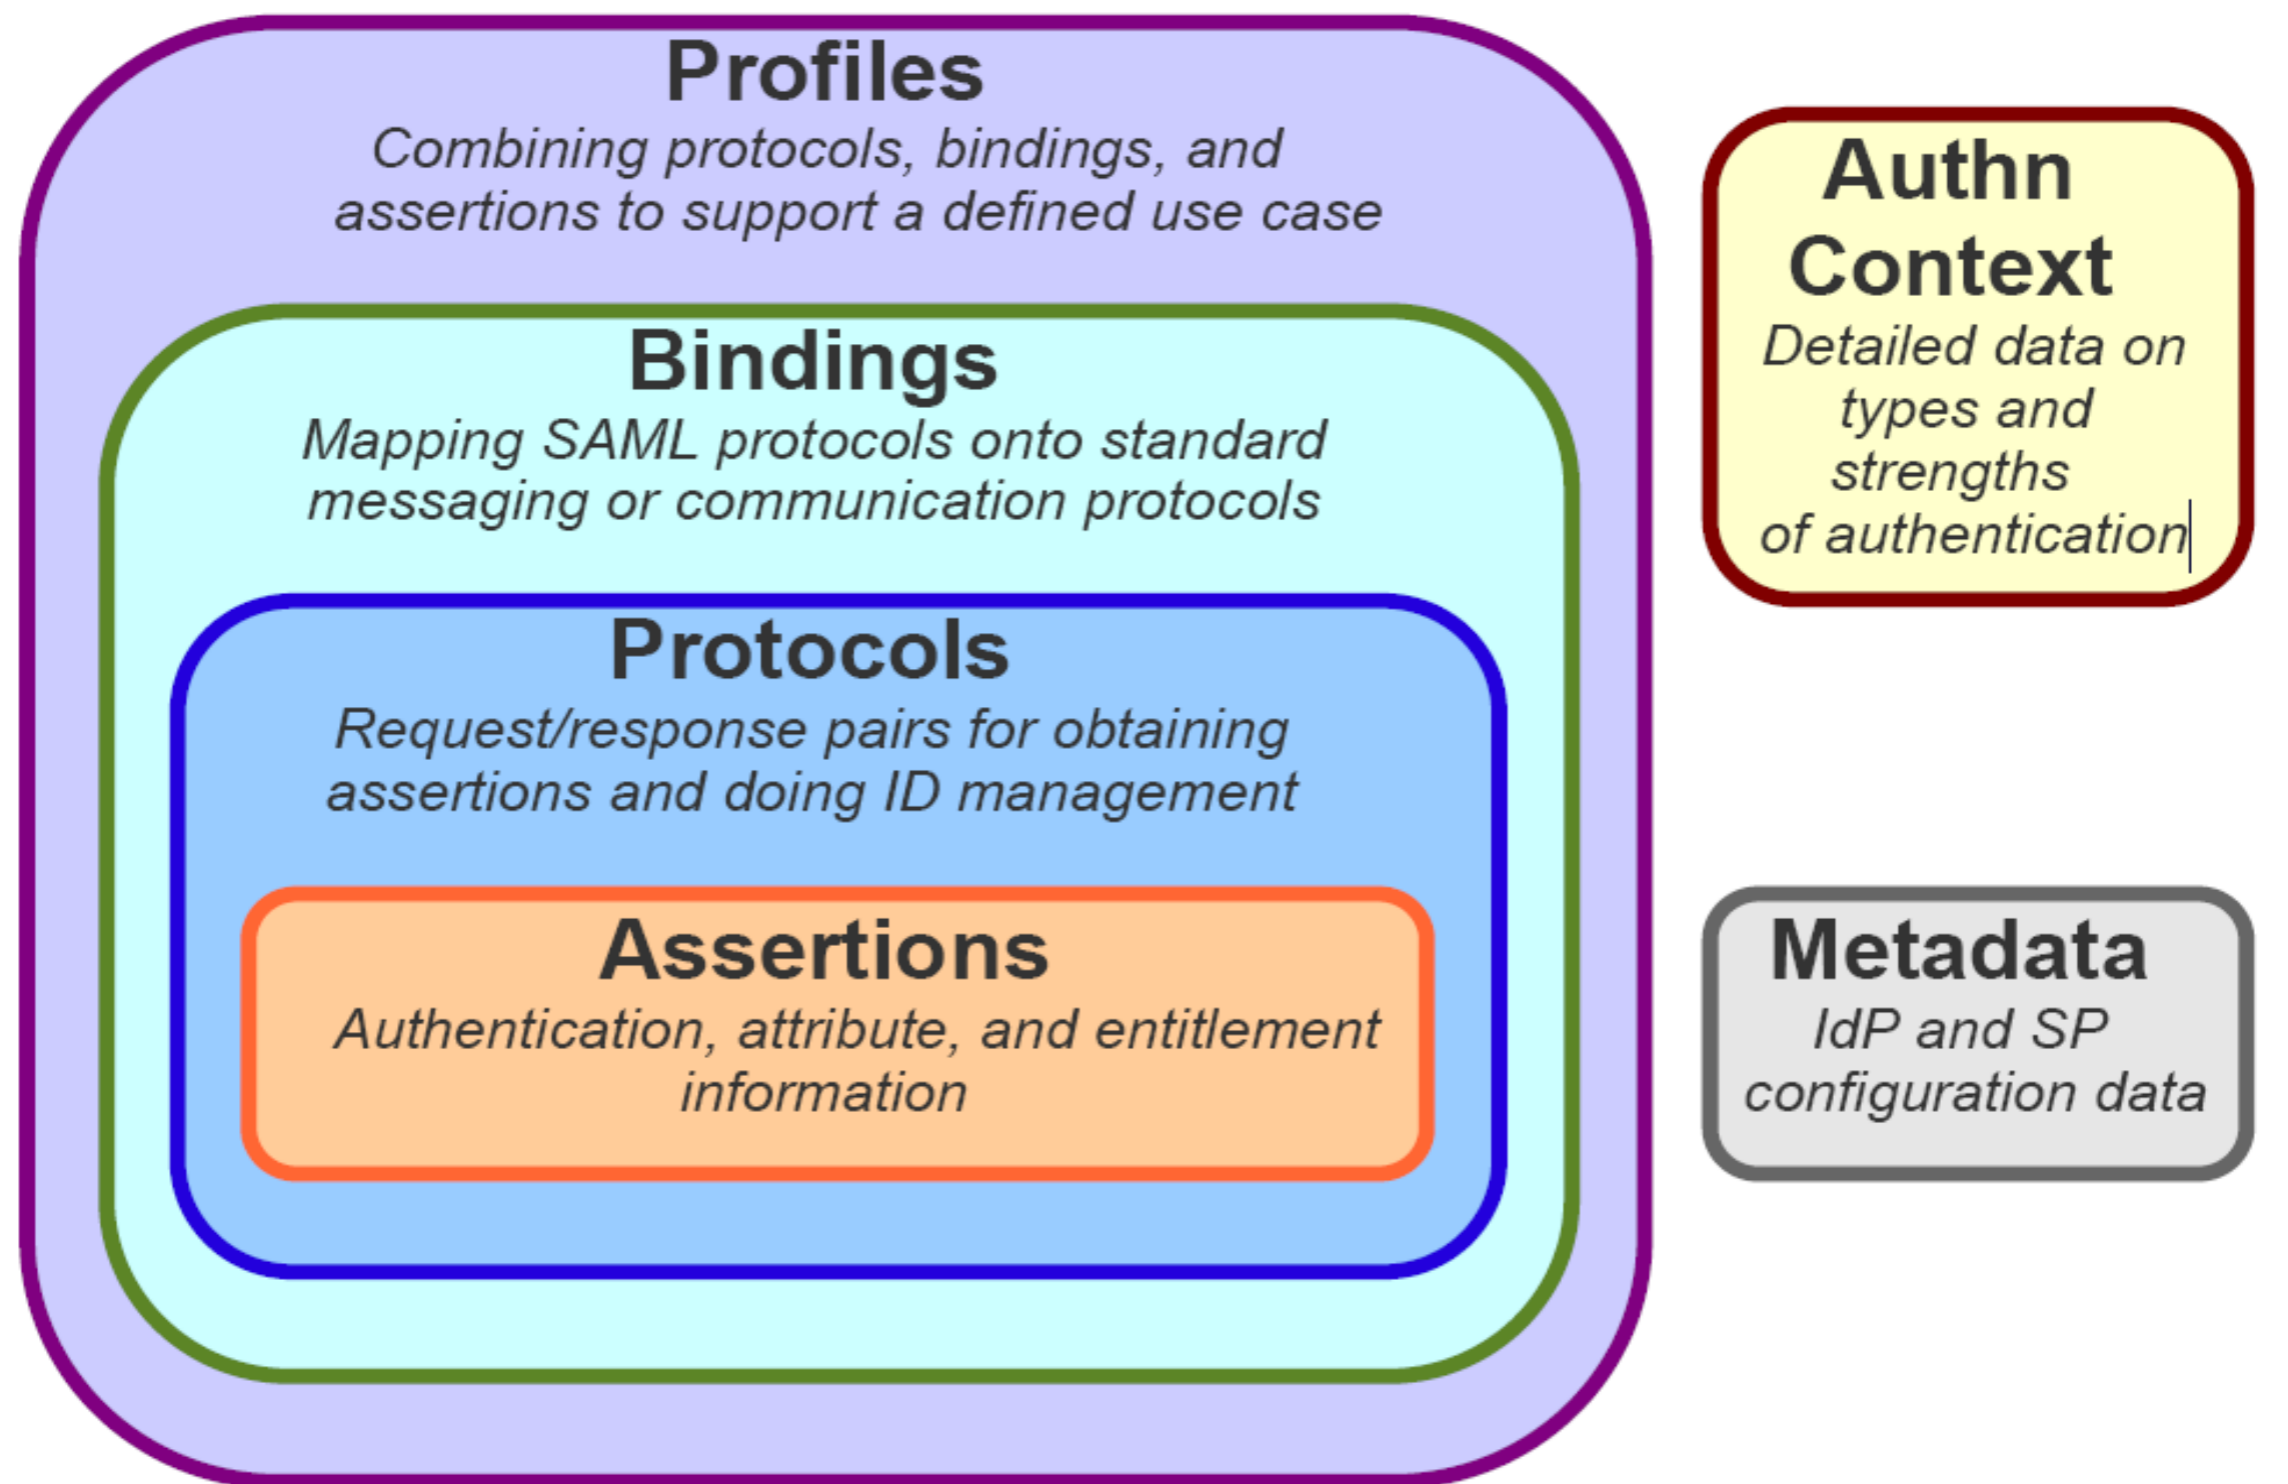 Profiles
Combining protocols, bindings, and
assertions to support a defined use case
Bindings
Mapping SAML protocols onto standard
messaging or communication protocols
Protocols
Request/response pairs for obtaining
assertions and doing ID management
Assertions
Authentication, attribute, and entitlement
information
Authn
Context
Detailed data on
types and
strengths
of authentication
Metadata
IdP and SP
configuration data